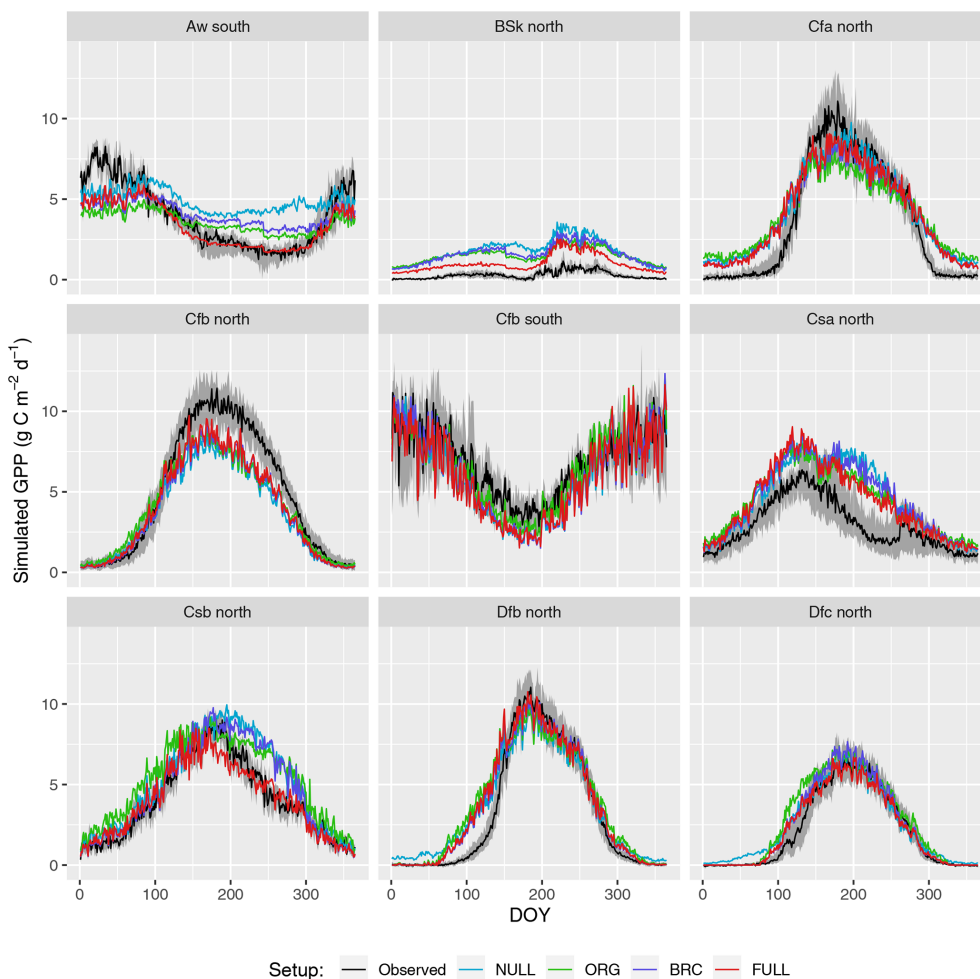 Aw south BSk north Cfa north
10
5
0
Cfb north Cfb south Csa north
10
5
0
Simulated GPP (g C m⁻² d⁻¹)
Csb north Dfb north Dfc north
10
5
0
0 100 200 300 0 100 200 300 0 100 200 300
DOY
Setup: Observed NULL ORG BRC FULL